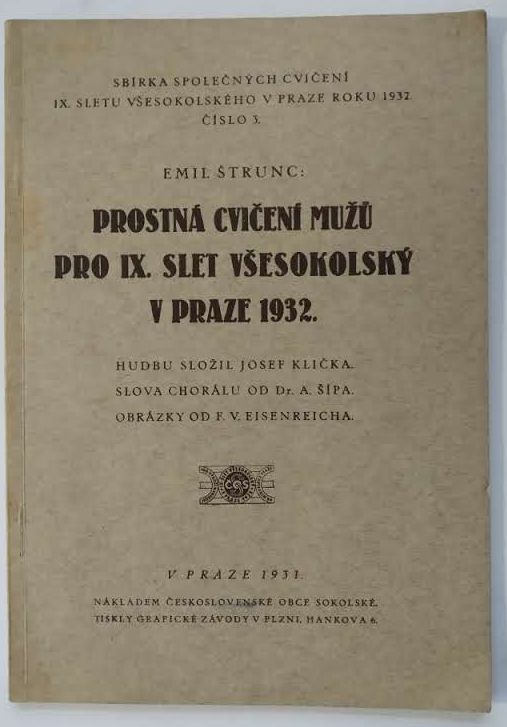 SBÍRKA SPOLEČNÝCH CVIČENÍ
IX. SLETU VŠESOKOLSKÉHO V PRAZE ROKU 1932.
ČÍSLO 3.
EMIL ŠTRUNC:
PROSTNÁ CVIČENÍ MUŽŮ
PRO IX. SLET VŠESOKOLSKÝ
V PRAZE 1932.
HUDBU SLOŽIL JOSEF KLIČKA.
SLOVA CHORÁLU OD Dr. A. ŠÍPA.
OBRÁZKY OD F. V. EISENREICHA.
ČOS
V PRAZE 1931.
NÁKLADEM ČESKOSLOVENSKÉ OBCE SOKOLSKÉ.
TISKLY GRAFICKÉ ZÁVODY V PLZNI, HANKOVA 6.